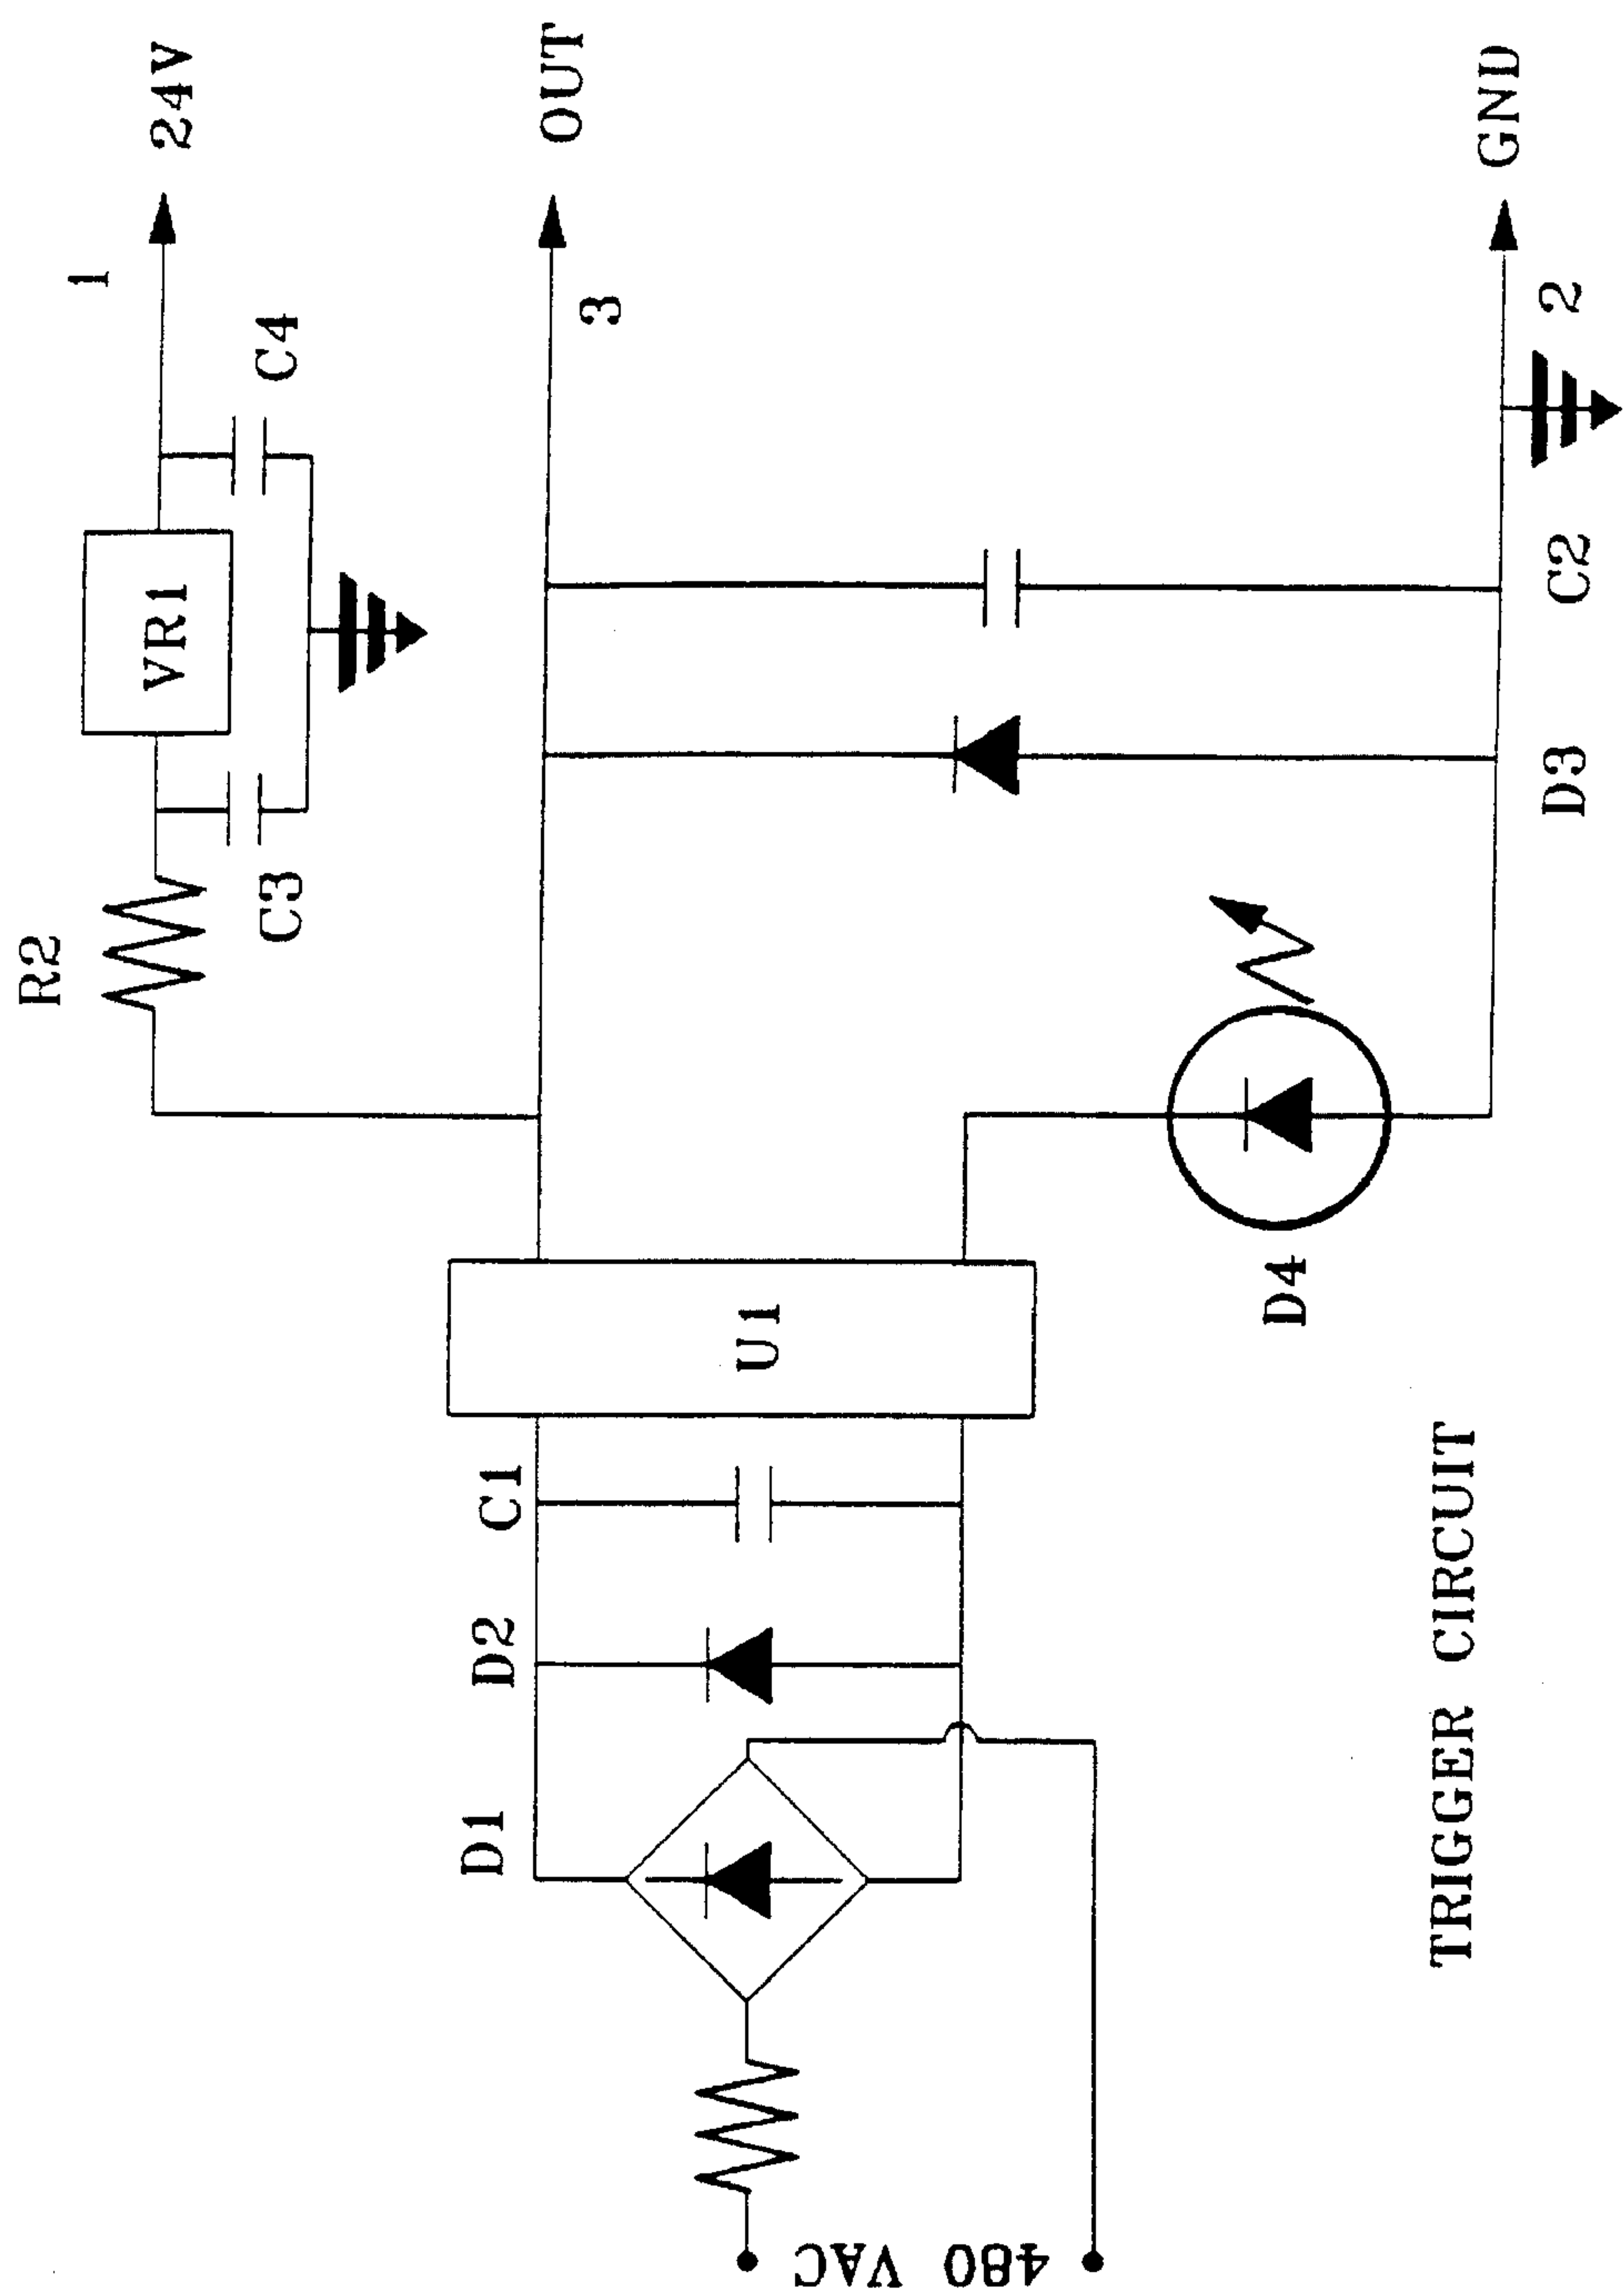 R2
1
24V
VR1
C3
C4
OUT
3
D1
D2
C1
U1
480 VAC
D4
D3
C2
2
GND
TRIGGER CIRCUIT